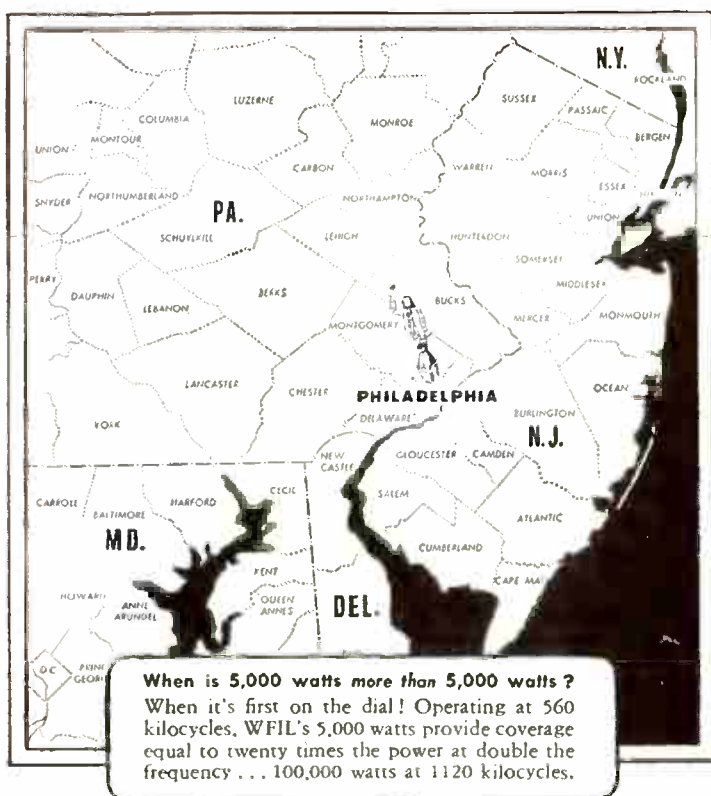 N.Y.
ROCKLAND
LUZERNE
SUSSEX
COLUMBIA
PASSAIC
MONROE
MONTOUR
BERGEN
UNION
CARBON
WARREN
MORRIS
ESSEX
SNYDER
NORTHUMBERLAND
NORTHAMPTON
PA.
UNION
SCHUYLKILL
LEHIGH
HUNTERDON
SOMERSET
PERRY
MIDDLESEX
DAUPHIN
BERKS
BUCKS
LEBANON
MERCER
MONMOUTH
MONTGOMERY
LANCASTER
CHESTER
OCEAN
PHILADELPHIA
DELAWARE
BURLINGTON
YORK
N.J.
NEW
CASTLE
GLOUCESTER
CAMDEN
CECIL
CARROLL
HARFORD
SALEM
BALTIMORE
ATLANTIC
MD.
CUMBERLAND
KENT
CAPE MA
HOWARD
QUEEN
ANNES
ANNE
ARUNDEL
DEL.
D.C.
PRINC
GEORG
When is 5,000 watts more than 5,000 watts?
When it's first on the dial! Operating at 560
kilocycles, WFIL's 5,000 watts provide coverage
equal to twenty times the power at double the
frequency ... 100,000 watts at 1120 kilocycles.